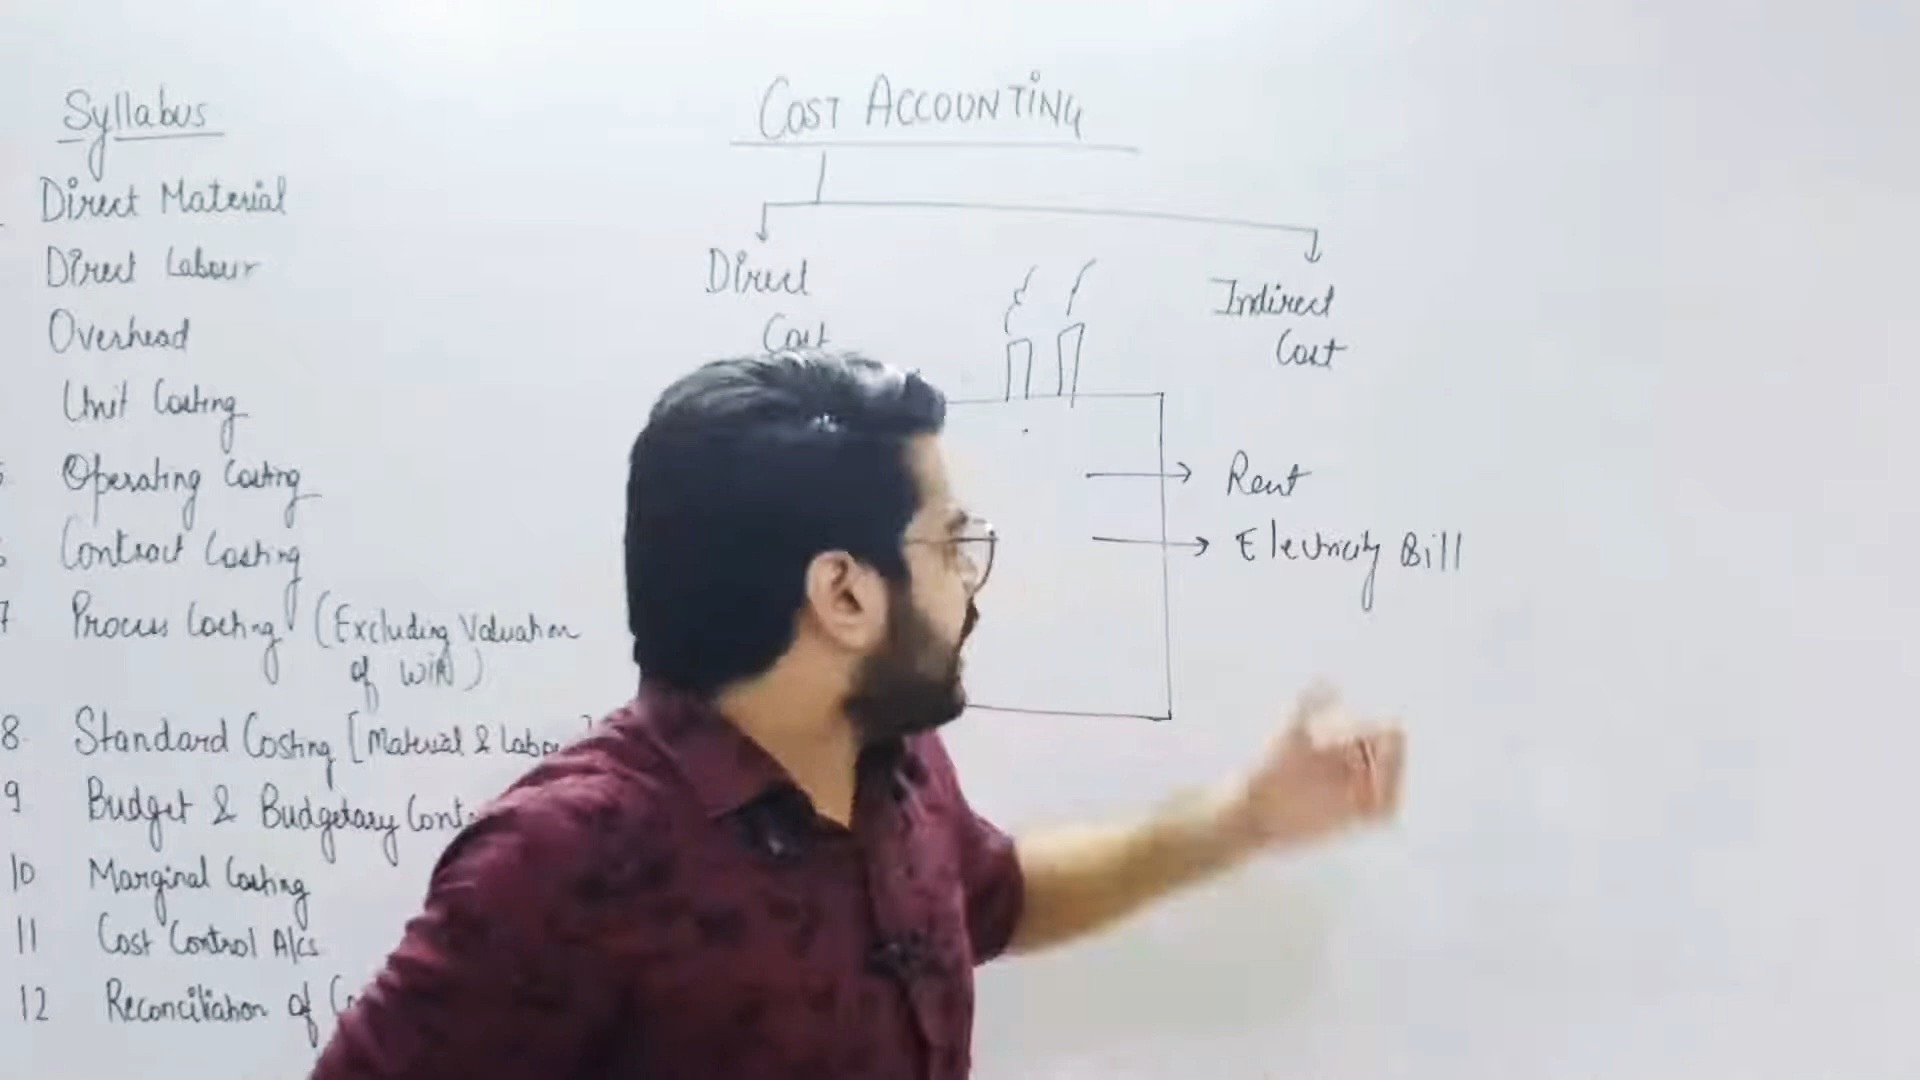 Syllabus
Direct Material
Direct Labour
Overhead
Unit Costing
Operating Costing
Contract Costing
7 Process Costing (Excluding Valuation
of WIP)
8. Standard Costing [Material & Labo
9 Budget & Budgetary Cont
10 Marginal Costing
11 Cost Control A/cs
12 Reconciliation of
COST ACCOUNTING
Direct
Cost
Indirect
Cost
Rent
Electricity Bill